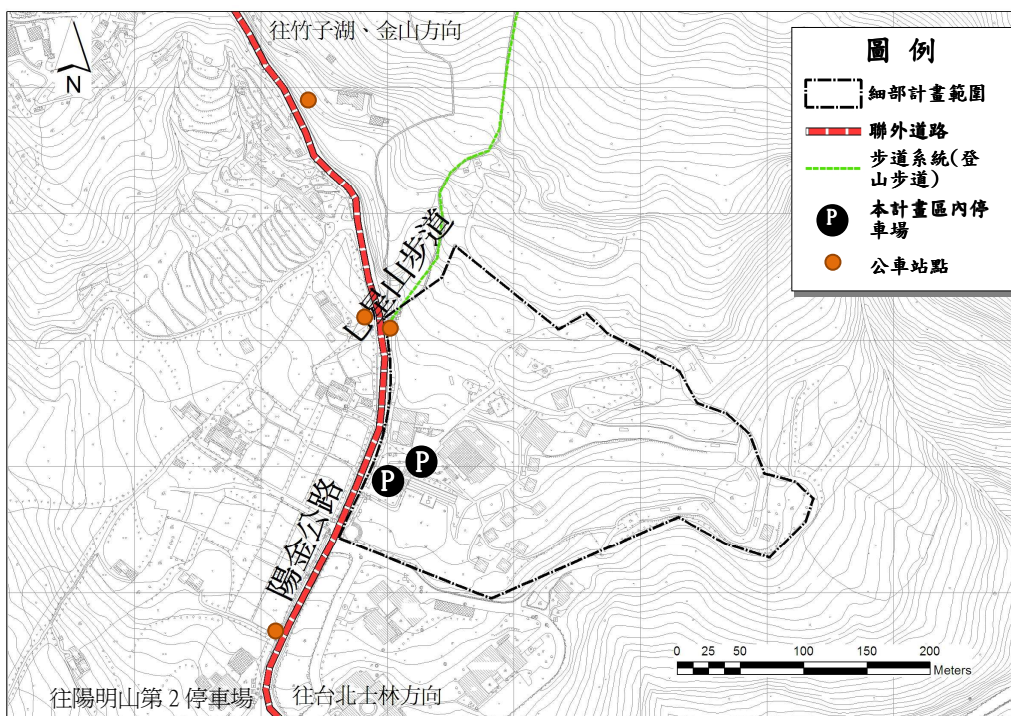 往竹子湖、金山方向
N
圖 例
細部計畫範圍
聯外道路
步道系統(登
山步道)
P
本計畫區內停
車場
公車站點
七星山步道
P
P
陽金公路
0 25 50 100 150 200
Meters
往陽明山第 2 停車場
往台北士林方向